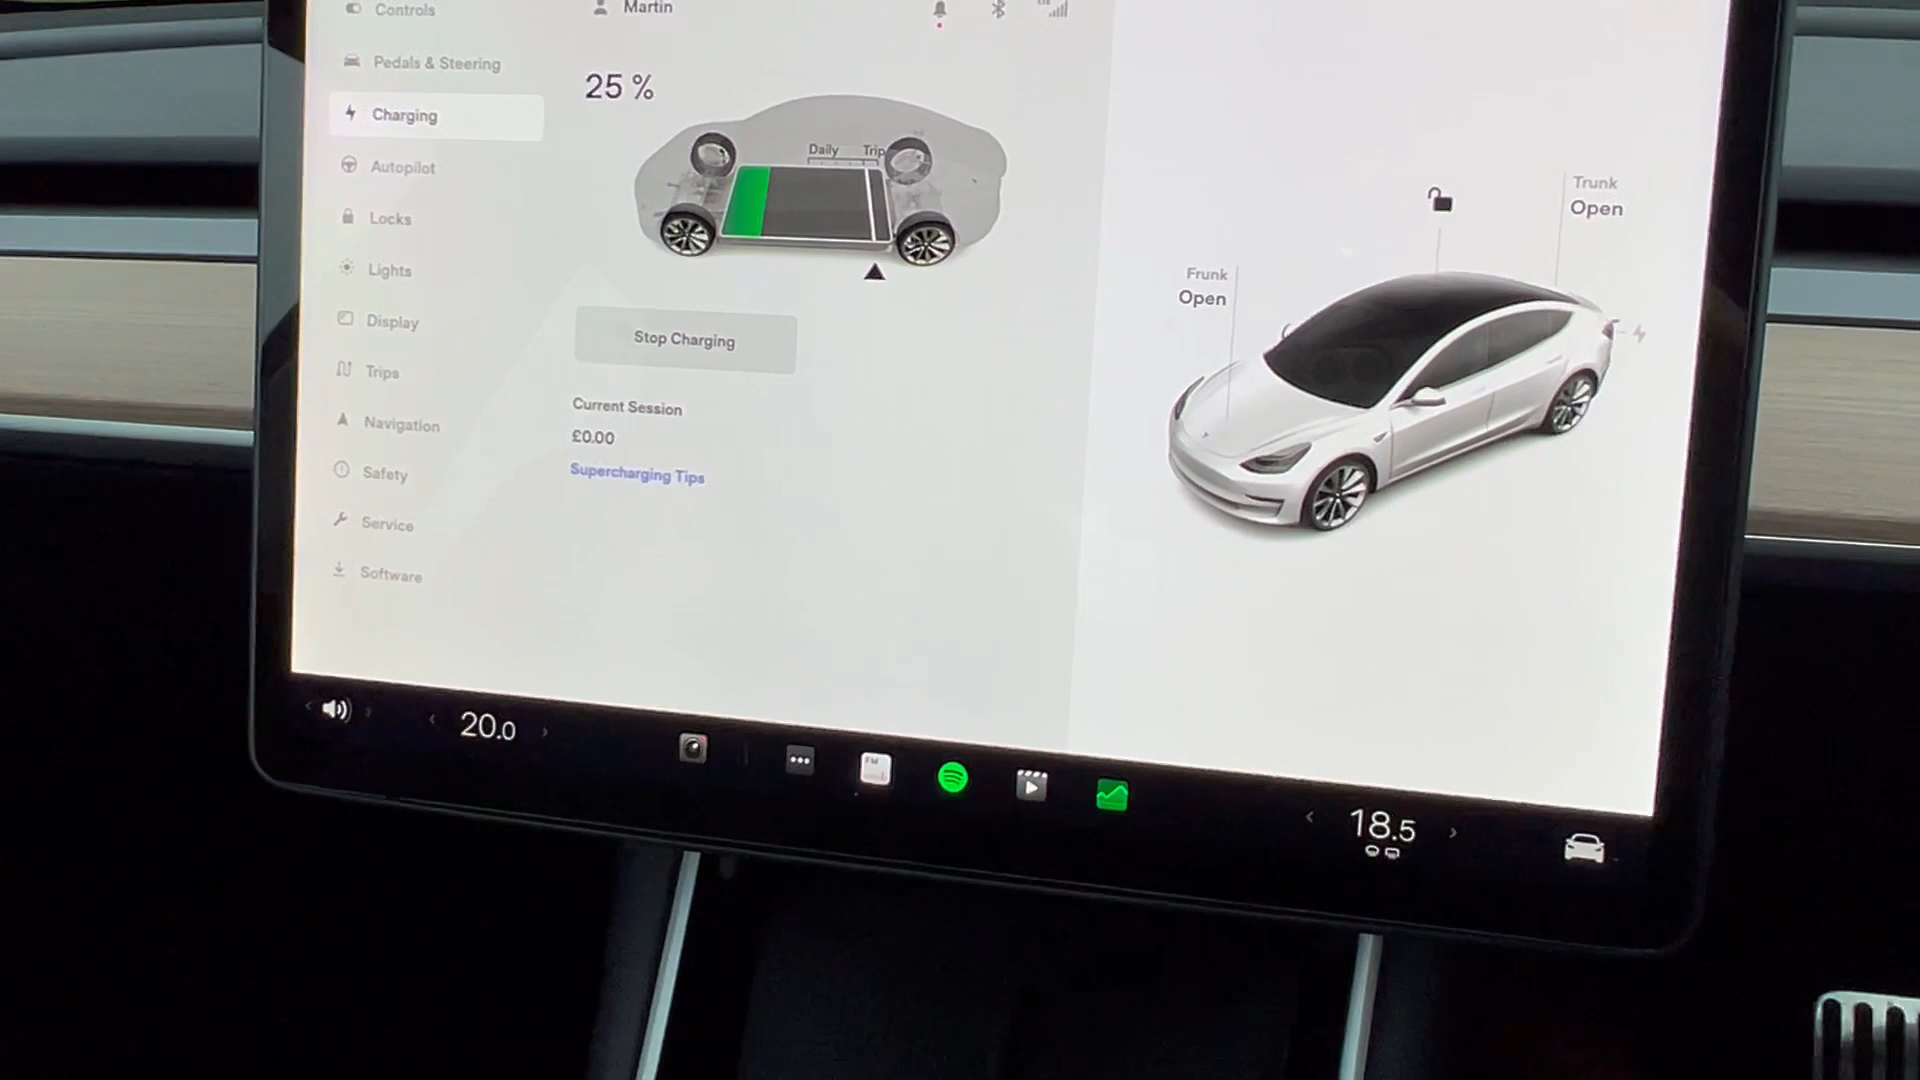 Controls
Pedals & Steering
Charging
Autopilot
Locks
Lights
Display
Trips
Navigation
Safety
Service
Software
Martin
25 %
Daily Trip
Stop Charging
Current Session
£0.00
Supercharging Tips
Frunk
Open
Trunk
Open
20.0
FM
18.5